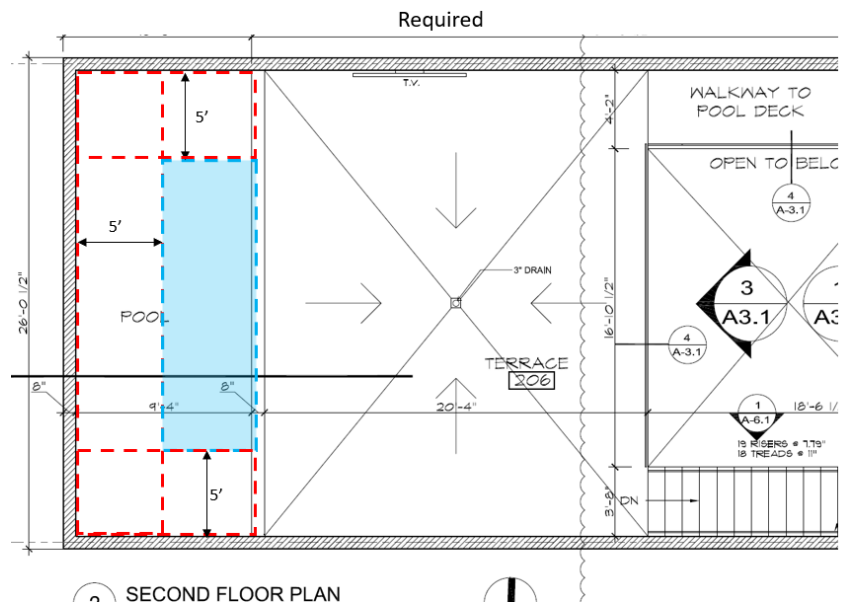 Required
T.V.
WALKWAY TO
POOL DECK
4'-2"
5'
OPEN TO BELO
4
A-3.1
5'
3" DRAIN
3
A3.1
26'-0 1/2"
16'-10 1/2"
POOL
4
A-3.1
TERRACE
206
8"
9'-4"
8"
20'-4"
1
A-6.1
18'-6 1/
19 RISERS @ 7.79"
18 TREADS @ 11"
5'
3'-8"
DN
2
SECOND FLOOR PLAN